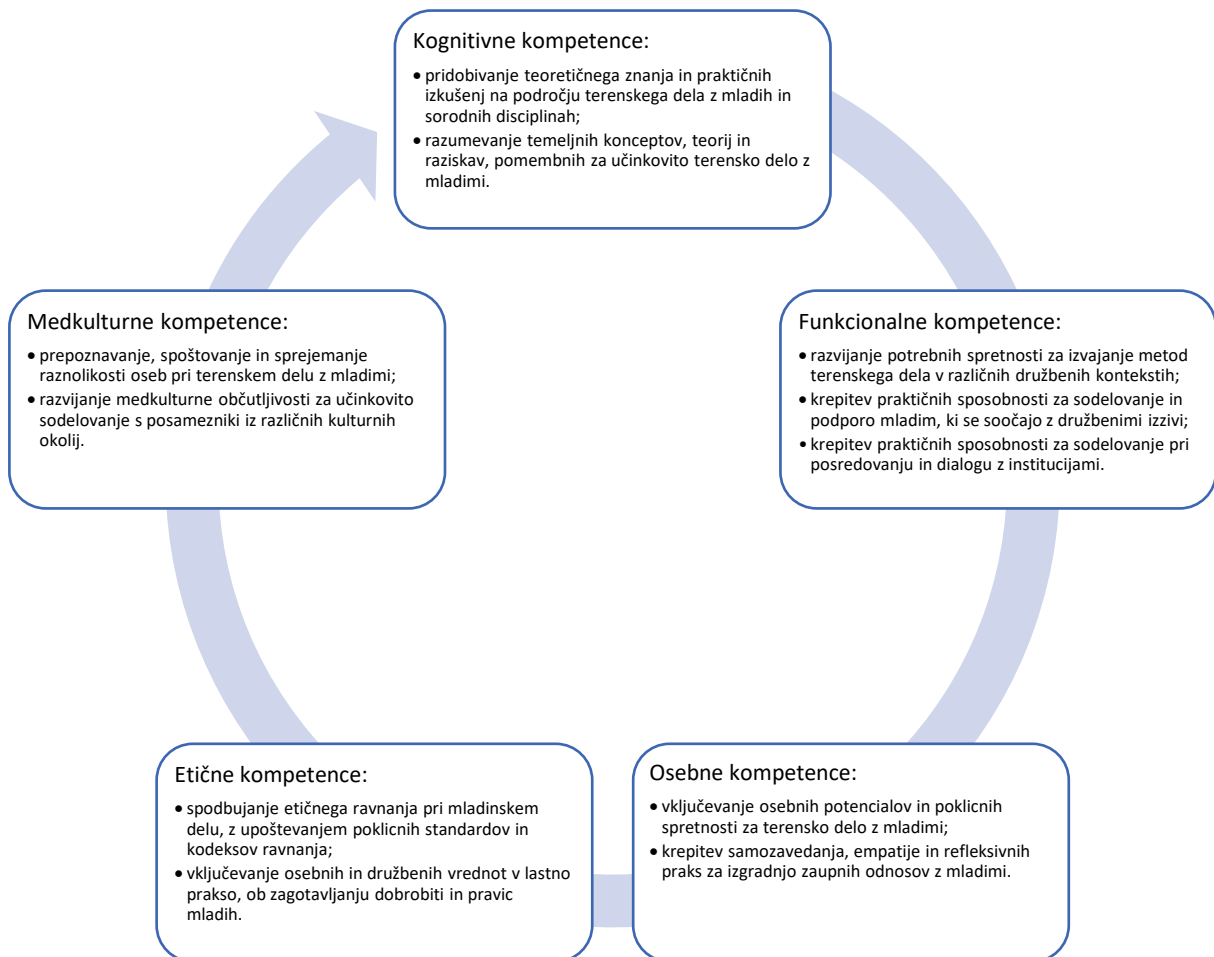 Kognitivne kompetence:
• pridobivanje teoretičnega znanja in praktičnih
izkušenj na področju terenskega dela z mladih in
sorodnih disciplinah;
• razumevanje temeljnih konceptov, teorij in
raziskav, pomembnih za učinkovito terensko delo z
mladimi.
Funkcionalne kompetence:
• razvijanje potrebnih spretnosti za izvajanje metod
terenskega dela v različnih družbenih kontekstih;
• krepitev praktičnih sposobnosti za sodelovanje in
podporo mladim, ki se soočajo z družbenimi izzivi;
• krepitev praktičnih sposobnosti za sodelovanje pri
posredovanju in dialogu z institucijami.
Osebne kompetence:
• vključevanje osebnih potencialov in poklicnih
spretnosti za terensko delo z mladimi;
• krepitev samozavedanja, empatije in refleksivnih
praks za izgradnjo zaupnih odnosov z mladimi.
Etične kompetence:
• spodbujanje etičnega ravnanja pri mladinskem
delu, z upoštevanjem poklicnih standardov in
kodeksov ravnanja;
• vključevanje osebnih in družbenih vrednot v lastno
prakso, ob zagotavljanju dobrobiti in pravic
mladih.
Medkulturne kompetence:
• prepoznavanje, spoštovanje in sprejemanje
raznolikosti oseb pri terenskem delu z mladimi;
• razvijanje medkulturne občutljivosti za učinkovito
sodelovanje s posamezniki iz različnih kulturnih
okolij.